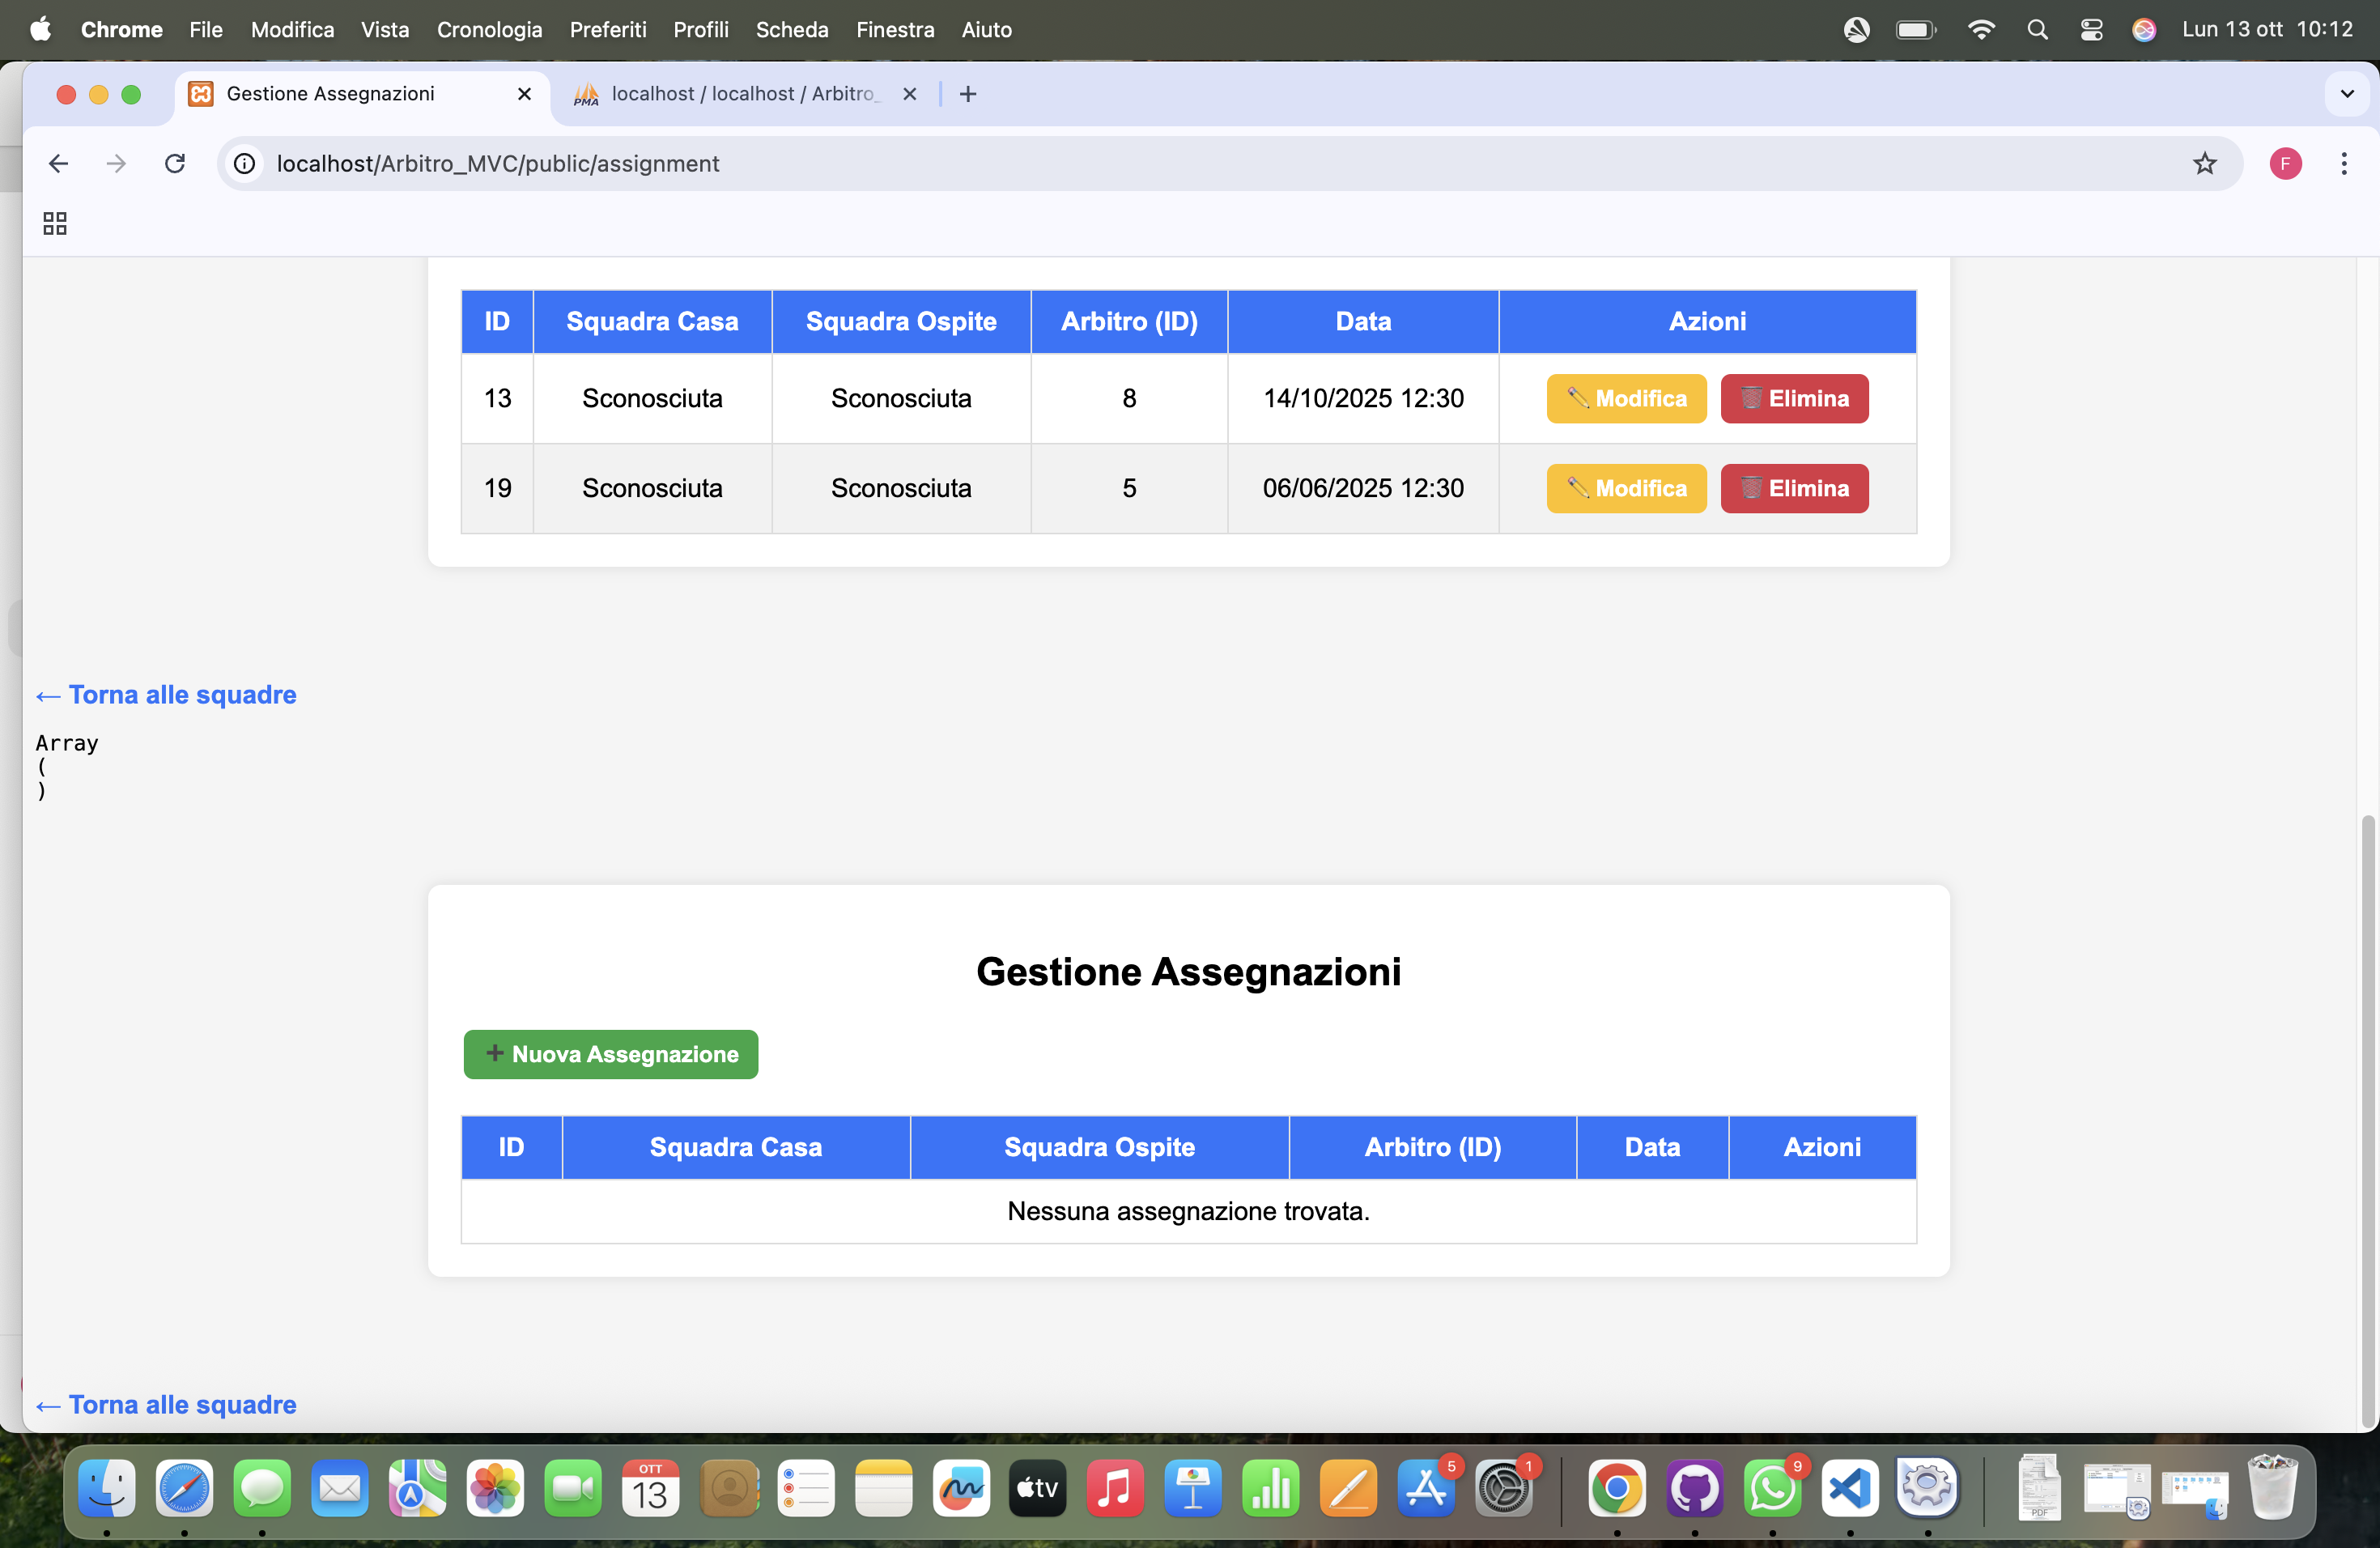 Chrome File Modifica Vista Cronologia Preferiti Profili Scheda Finestra Aiuto Lun 13 ott 10:12
Gestione Assegnazioni localhost / localhost / Arbitro_
localhost/Arbitro_MVC/public/assignment F
ID Squadra Casa Squadra Ospite Arbitro (ID) Data Azioni
13 Sconosciuta Sconosciuta 8 14/10/2025 12:30 Modifica Elimina
19 Sconosciuta Sconosciuta 5 06/06/2025 12:30 Modifica Elimina
← Torna alle squadre
Array
(
)
Gestione Assegnazioni
+ Nuova Assegnazione
ID Squadra Casa Squadra Ospite Arbitro (ID) Data Azioni
Nessuna assegnazione trovata.
← Torna alle squadre
OTT
13
tv
5
1
9
PDF